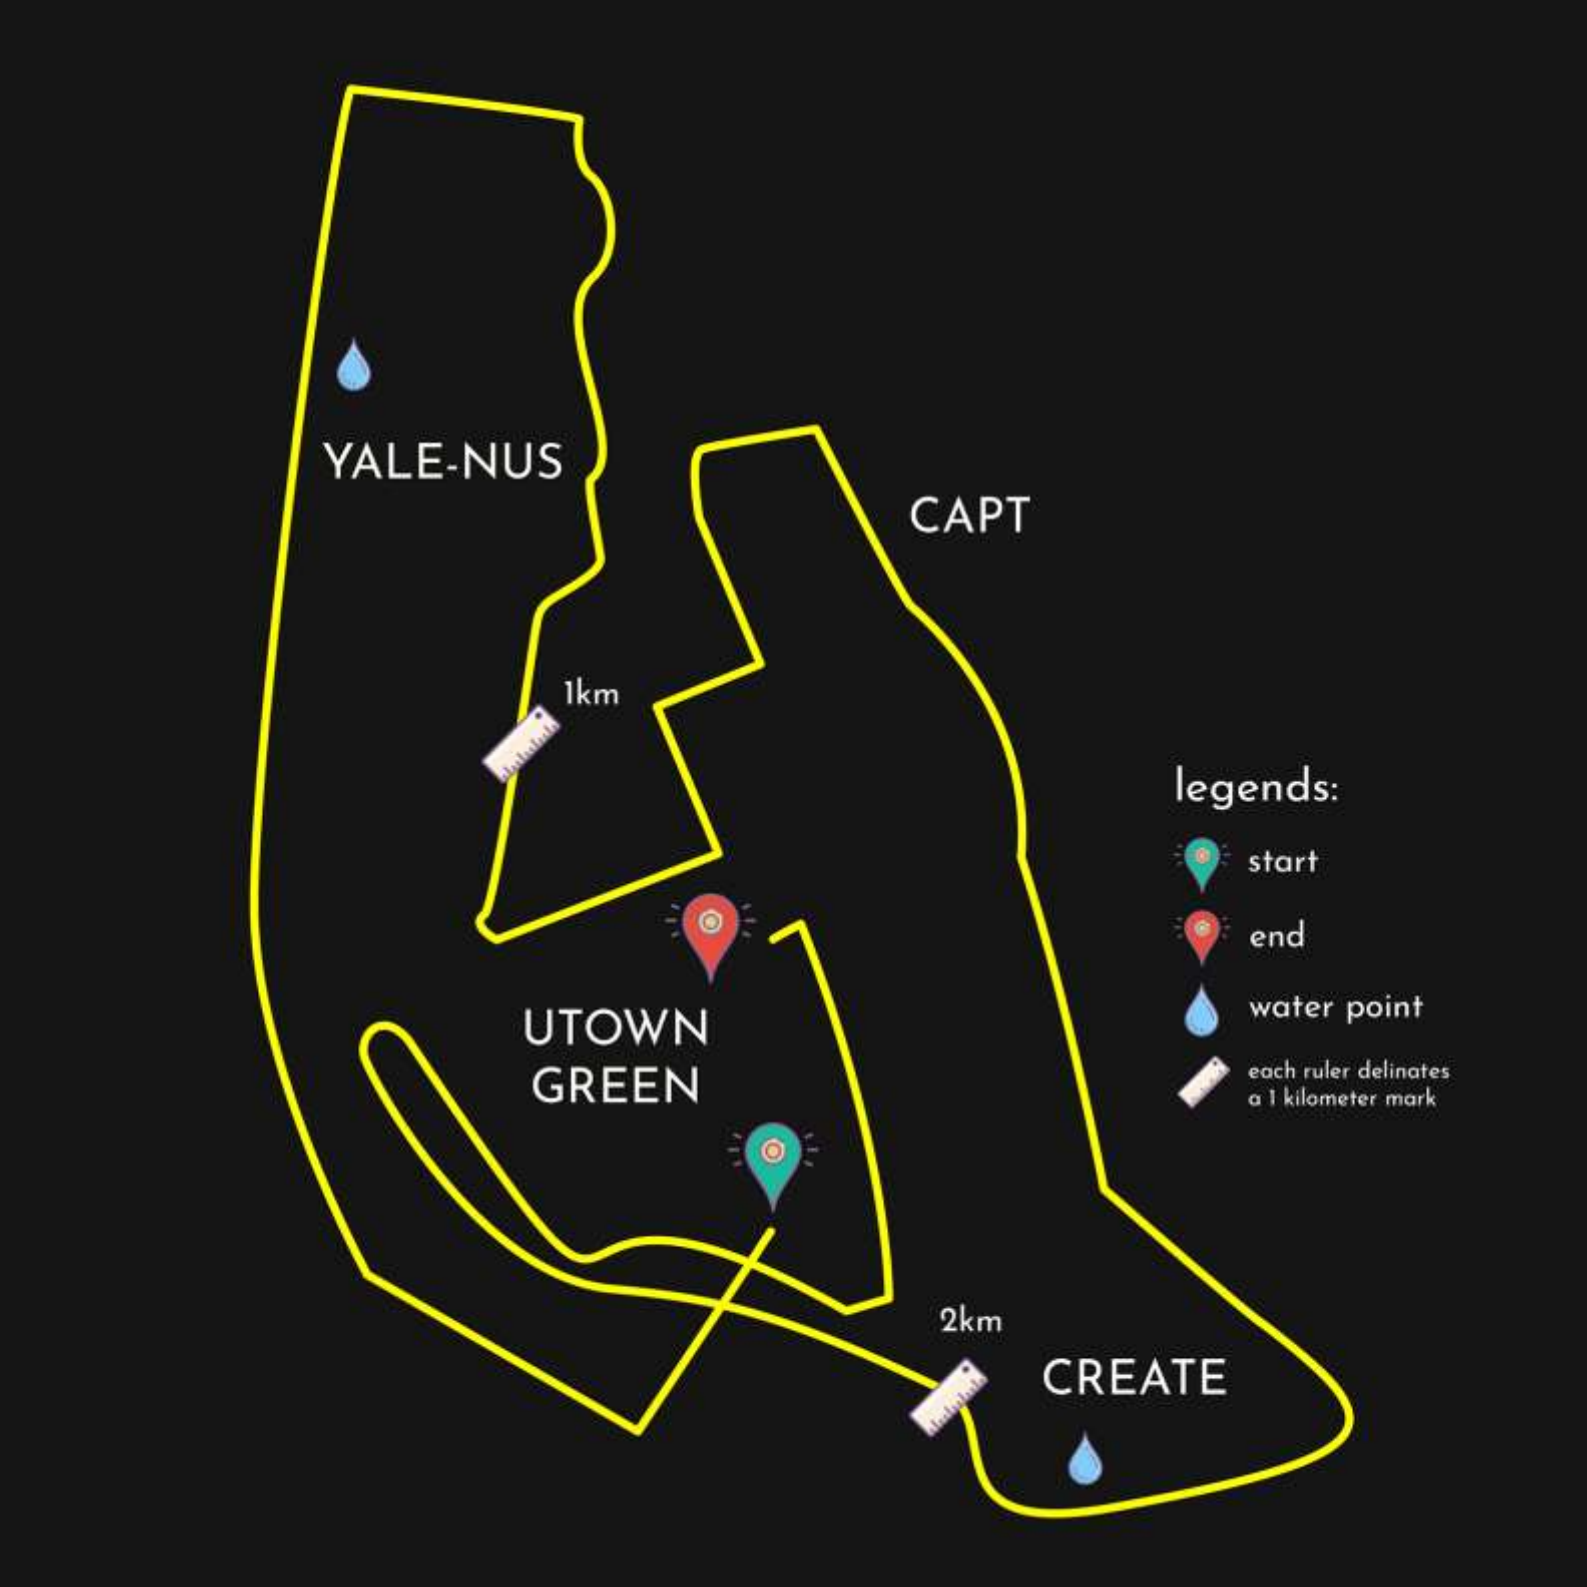 YALE-NUS
CAPT
1km
legends:
start
end
water point
each ruler delinates
a 1 kilometer mark
UTOWN
GREEN
2km
CREATE